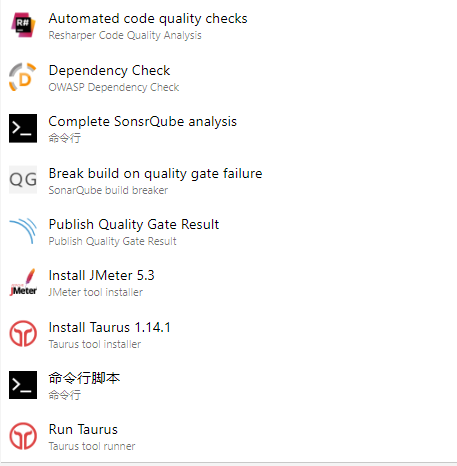 R#
Automated code quality checks
Resharper Code Quality Analysis
D
Dependency Check
OWASP Dependency Check
>_
Complete SonsrQube analysis
命令行
QG
Break build on quality gate failure
SonarQube build breaker
Publish Quality Gate Result
Publish Quality Gate Result
JMeter
Install JMeter 5.3
JMeter tool installer
Install Taurus 1.14.1
Taurus tool installer
>_
命令行脚本
命令行
Run Taurus
Taurus tool runner